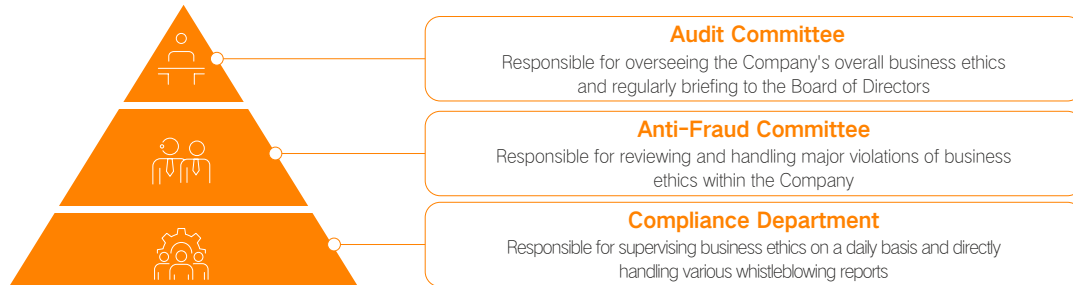 Audit Committee
Responsible for overseeing the Company's overall business ethics
and regularly briefing to the Board of Directors
Anti-Fraud Committee
Responsible for reviewing and handling major violations of business
ethics within the Company
Compliance Department
Responsible for supervising business ethics on a daily basis and directly
handling various whistleblowing reports